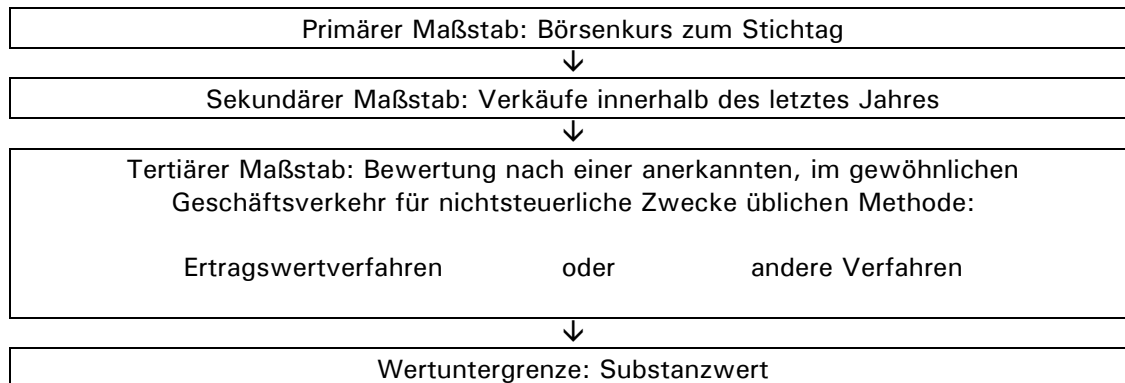 Primärer Maßstab: Börsenkurs zum Stichtag
↓
Sekundärer Maßstab: Verkäufe innerhalb des letztes Jahres
↓
Tertiärer Maßstab: Bewertung nach einer anerkannten, im gewöhnlichen
Geschäftsverkehr für nichtsteuerliche Zwecke üblichen Methode:
Ertragswertverfahren oder andere Verfahren
↓
Wertuntergrenze: Substanzwert